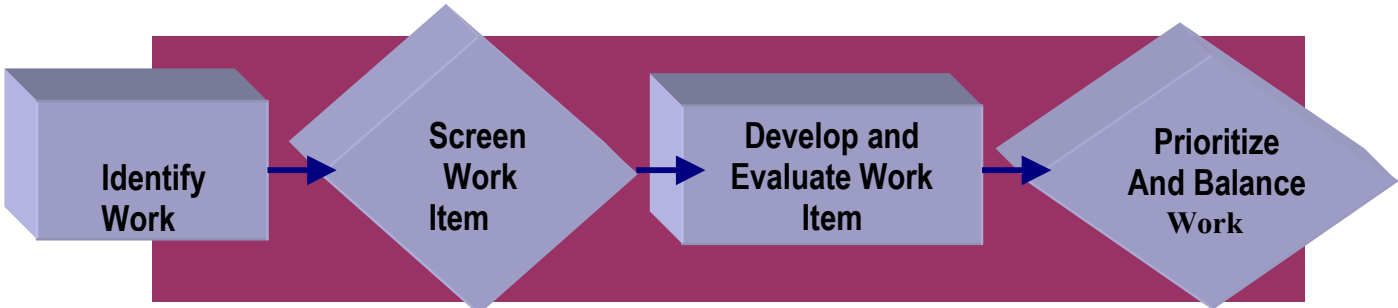 Identify
Work
Screen
Work
Item
Develop and
Evaluate Work
Item
Prioritize
And Balance
Work